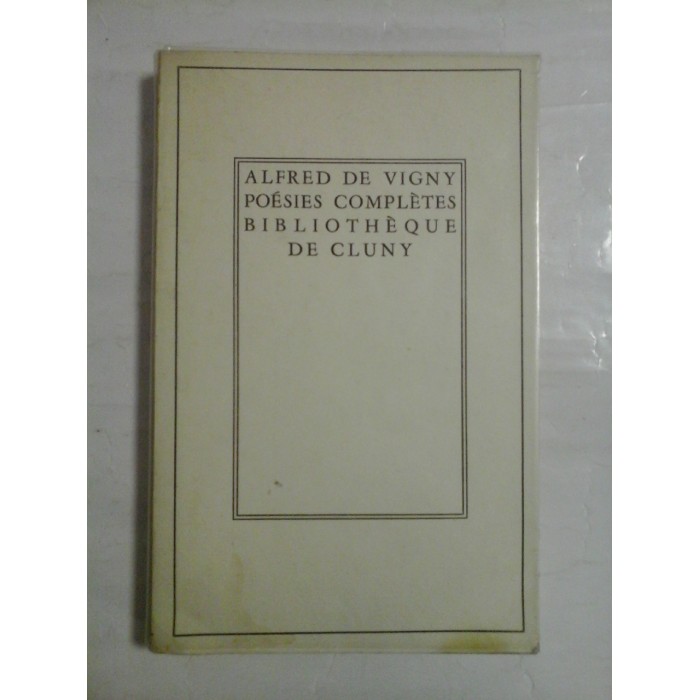 ALFRED DE VIGNY
POÉSIES COMPLÈTES
BIBLIOTHÈQUE
DE CLUNY